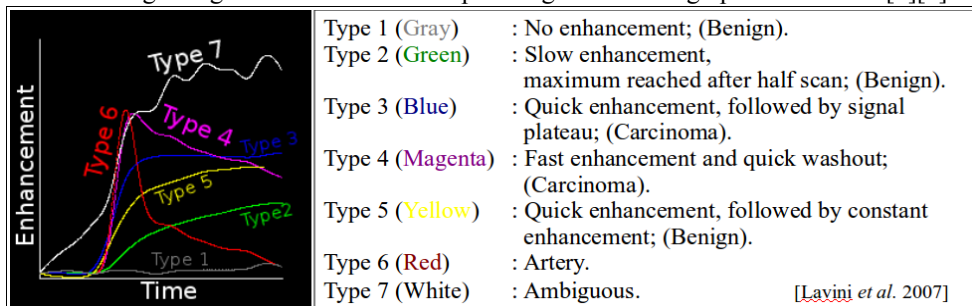 Type 7
Type 6
Type 4
Type 3
Type 5
Type2
Type 1
Enhancement
Time
Type 1 (Gray) : No enhancement; (Benign).
Type 2 (Green) : Slow enhancement,
maximum reached after half scan; (Benign).
Type 3 (Blue) : Quick enhancement, followed by signal
plateau; (Carcinoma).
Type 4 (Magenta) : Fast enhancement and quick washout;
(Carcinoma).
Type 5 (Yellow) : Quick enhancement, followed by constant
enhancement; (Benign).
Type 6 (Red) : Artery.
Type 7 (White) : Ambiguous. [Lavini et al. 2007]